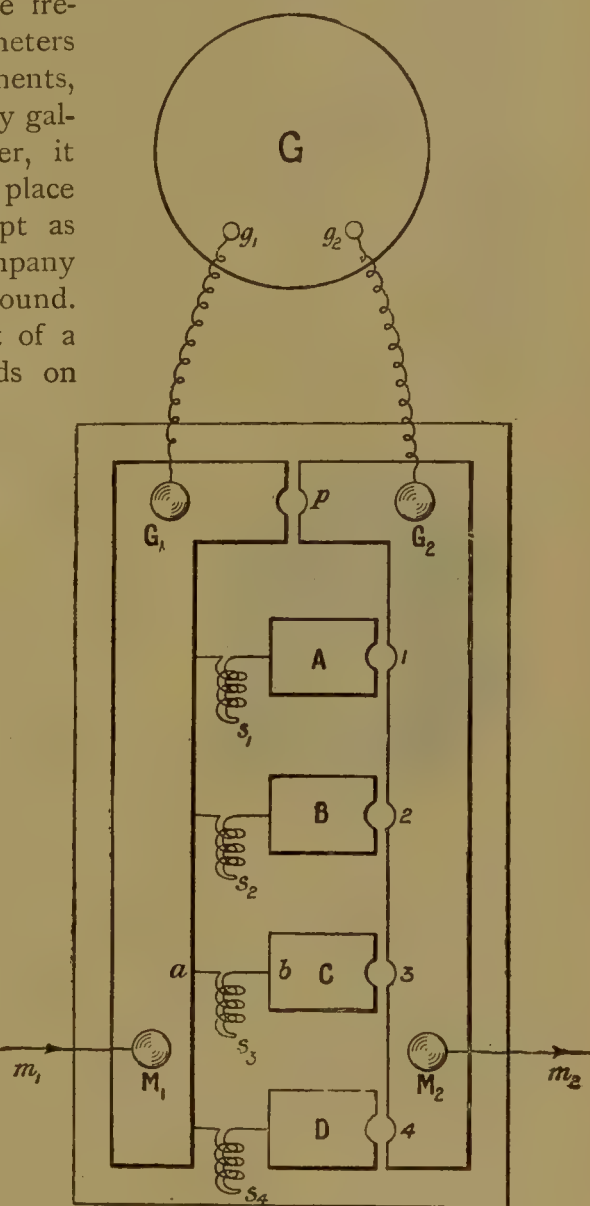 e fre-
neters
nents,
y gal-
er, it
place
pt as
mpany
ound.
t of a
ds on
G
g₁ g₂
p
G₁ G₂
A 1
s₁
B 2
s₂
a b C 3
s₃
m₁ M₁ M₂ m₂
D 4
s₄